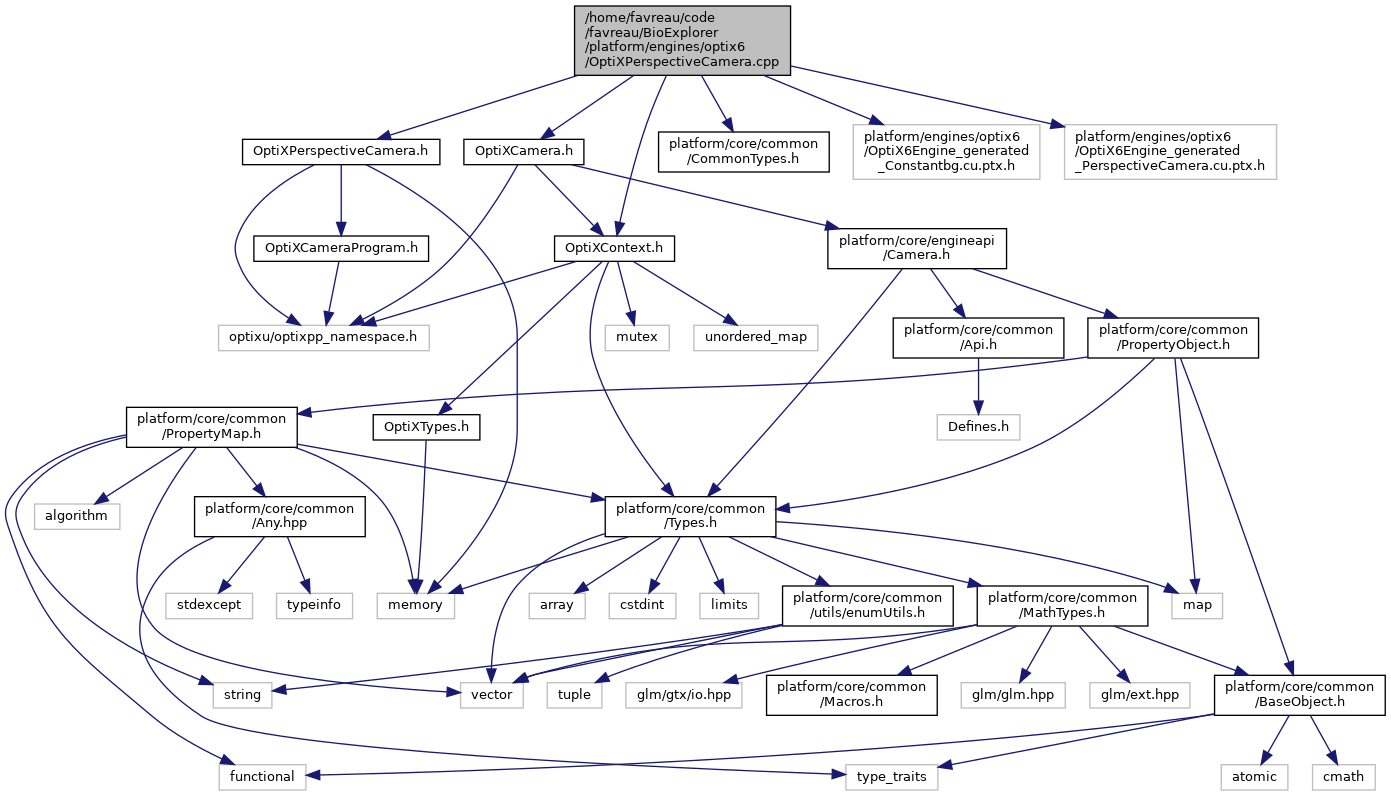 /home/favreau/code
/favreau/BioExplorer
/platform/engines/optix6
/OptiXPerspectiveCamera.cpp
OptiXPerspectiveCamera.h
OptiXCamera.h
platform/core/common
/CommonTypes.h
platform/engines/optix6
/OptiX6Engine_generated
_Constantbg.cu.ptx.h
platform/engines/optix6
/OptiX6Engine_generated
_PerspectiveCamera.cu.ptx.h
OptiXCameraProgram.h
OptiXContext.h
platform/core/engineapi
/Camera.h
optixu/optixpp_namespace.h
mutex
unordered_map
platform/core/common
/Api.h
platform/core/common
/PropertyObject.h
platform/core/common
/PropertyMap.h
OptiXTypes.h
Defines.h
algorithm
platform/core/common
/Any.hpp
platform/core/common
/Types.h
stdexcept
typeinfo
memory
array
cstdint
limits
platform/core/common
/utils/enumUtils.h
platform/core/common
/MathTypes.h
map
string
vector
tuple
glm/gtx/io.hpp
platform/core/common
/Macros.h
glm/glm.hpp
glm/ext.hpp
platform/core/common
/BaseObject.h
functional
type_traits
atomic
cmath